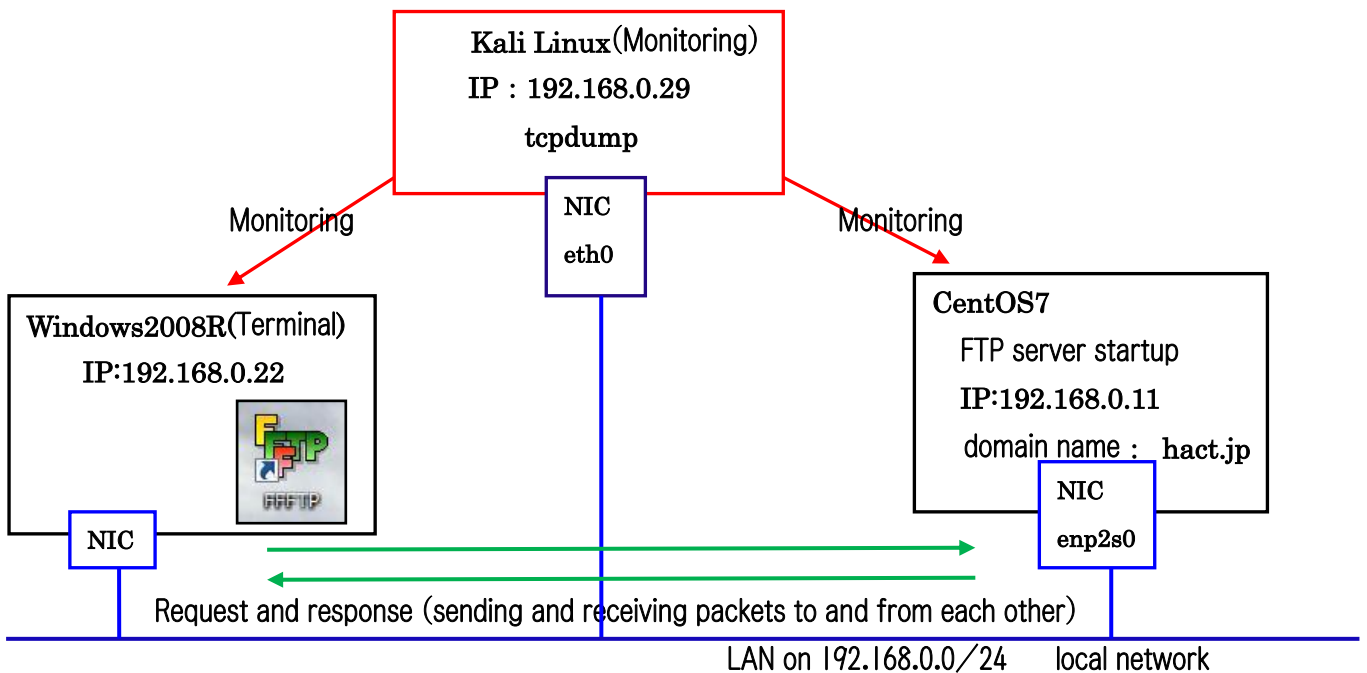 Kali Linux(Monitoring)
IP：192.168.0.29
tcpdump
NIC
eth0
Monitoring
Monitoring
Windows2008R(Terminal)
IP:192.168.0.22
FFFTP
FFFTP
NIC
CentOS7
FTP server startup
IP:192.168.0.11
domain name： hact.jp
NIC
enp2s0
Request and response (sending and receiving packets to and from each other)
LAN on 192.168.0.0／24 local network